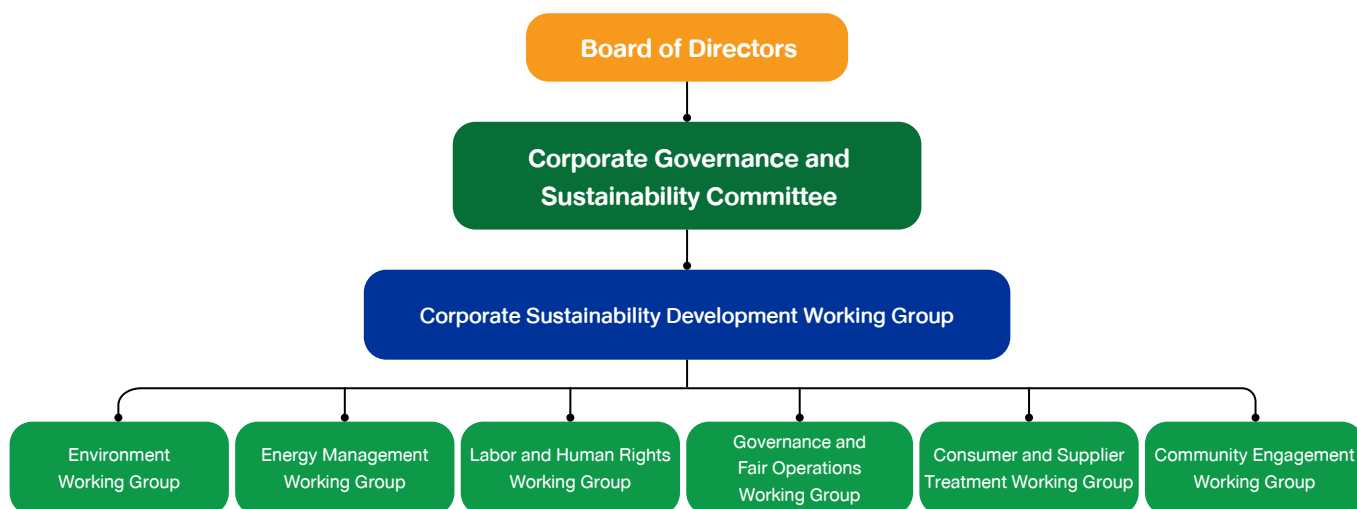 Board of Directors
Corporate Governance and
Sustainability Committee
Corporate Sustainability Development Working Group
Environment
Working Group
Energy Management
Working Group
Labor and Human Rights
Working Group
Governance and
Fair Operations
Working Group
Consumer and Supplier
Treatment Working Group
Community Engagement
Working Group